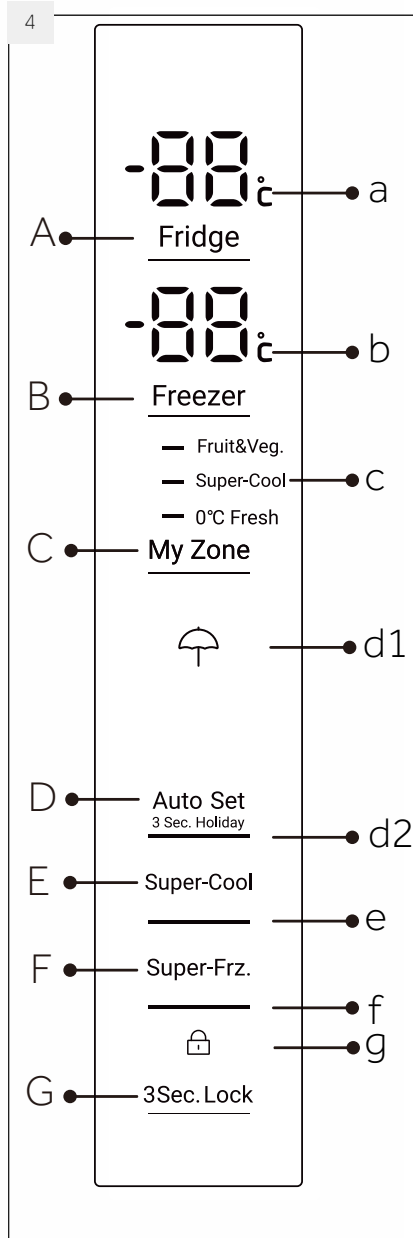 4
-88°c
a
A
Fridge
-88°c
b
B
Freezer
Fruit&Veg.
Super-Cool
c
0°C Fresh
C
My Zone
d1
D
Auto Set
3 Sec. Holiday
d2
E
Super-Cool
e
F
Super-Frz.
f
g
G
3Sec.Lock